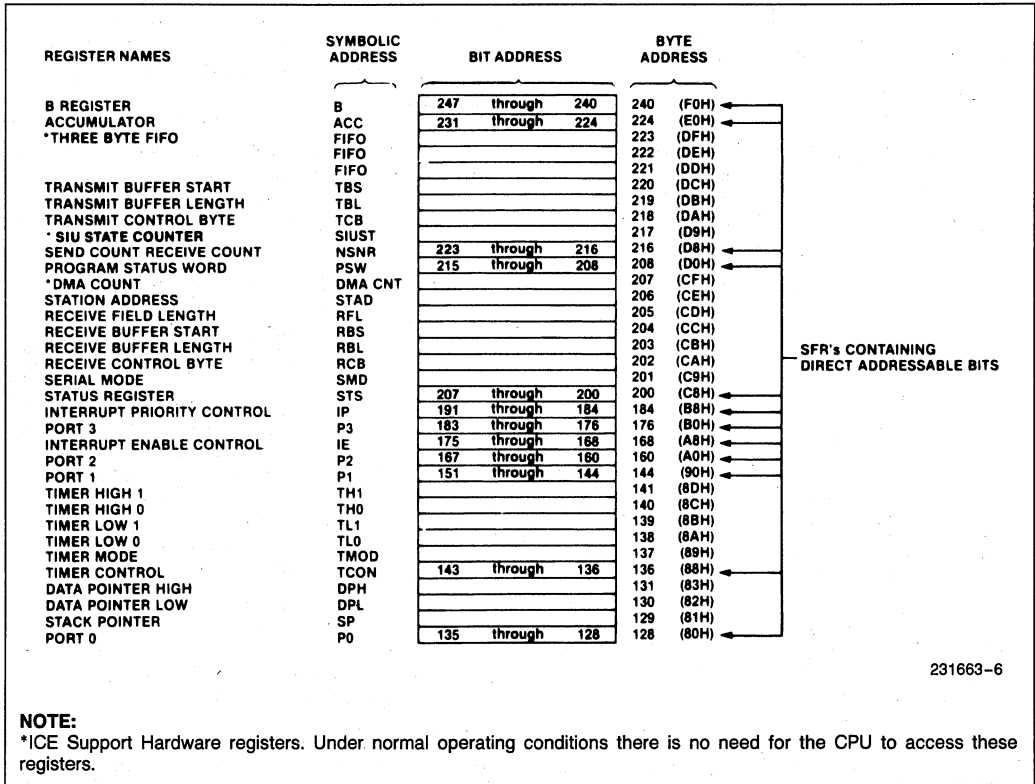 REGISTER NAMES SYMBOLIC ADDRESS BIT ADDRESS BYTE ADDRESS
B REGISTER B 247 through 240 240 (F0H)
ACCUMULATOR ACC 231 through 224 224 (E0H)
*THREE BYTE FIFO FIFO 223 (DFH)
FIFO 222 (DEH)
FIFO 221 (DDH)
TRANSMIT BUFFER START TBS 220 (DCH)
TRANSMIT BUFFER LENGTH TBL 219 (DBH)
TRANSMIT CONTROL BYTE TCB 218 (DAH)
* SIU STATE COUNTER SIUST 217 (D9H)
SEND COUNT RECEIVE COUNT NSNR 223 through 216 216 (D8H)
PROGRAM STATUS WORD PSW 215 through 208 208 (D0H)
*DMA COUNT DMA CNT 207 (CFH)
STATION ADDRESS STAD 206 (CEH)
RECEIVE FIELD LENGTH RFL 205 (CDH)
RECEIVE BUFFER START RBS 204 (CCH)
RECEIVE BUFFER LENGTH RBL 203 (CBH)
RECEIVE CONTROL BYTE RCB 202 (CAH)
SERIAL MODE SMD 201 (C9H)
STATUS REGISTER STS 207 through 200 200 (C8H)
INTERRUPT PRIORITY CONTROL IP 191 through 184 184 (B8H)
PORT 3 P3 183 through 176 176 (B0H)
INTERRUPT ENABLE CONTROL IE 175 through 168 168 (A8H)
PORT 2 P2 167 through 160 160 (A0H)
PORT 1 P1 151 through 144 144 (90H)
TIMER HIGH 1 TH1 141 (8DH)
TIMER HIGH 0 TH0 140 (8CH)
TIMER LOW 1 TL1 139 (8BH)
TIMER LOW 0 TL0 138 (8AH)
TIMER MODE TMOD 137 (89H)
TIMER CONTROL TCON 143 through 136 136 (88H)
DATA POINTER HIGH DPH 131 (83H)
DATA POINTER LOW DPL 130 (82H)
STACK POINTER SP 129 (81H)
PORT 0 P0 135 through 128 128 (80H)
SFR's CONTAINING
DIRECT ADDRESSABLE BITS
231663-6
NOTE:
*ICE Support Hardware registers. Under normal operating conditions there is no need for the CPU to access these
registers.